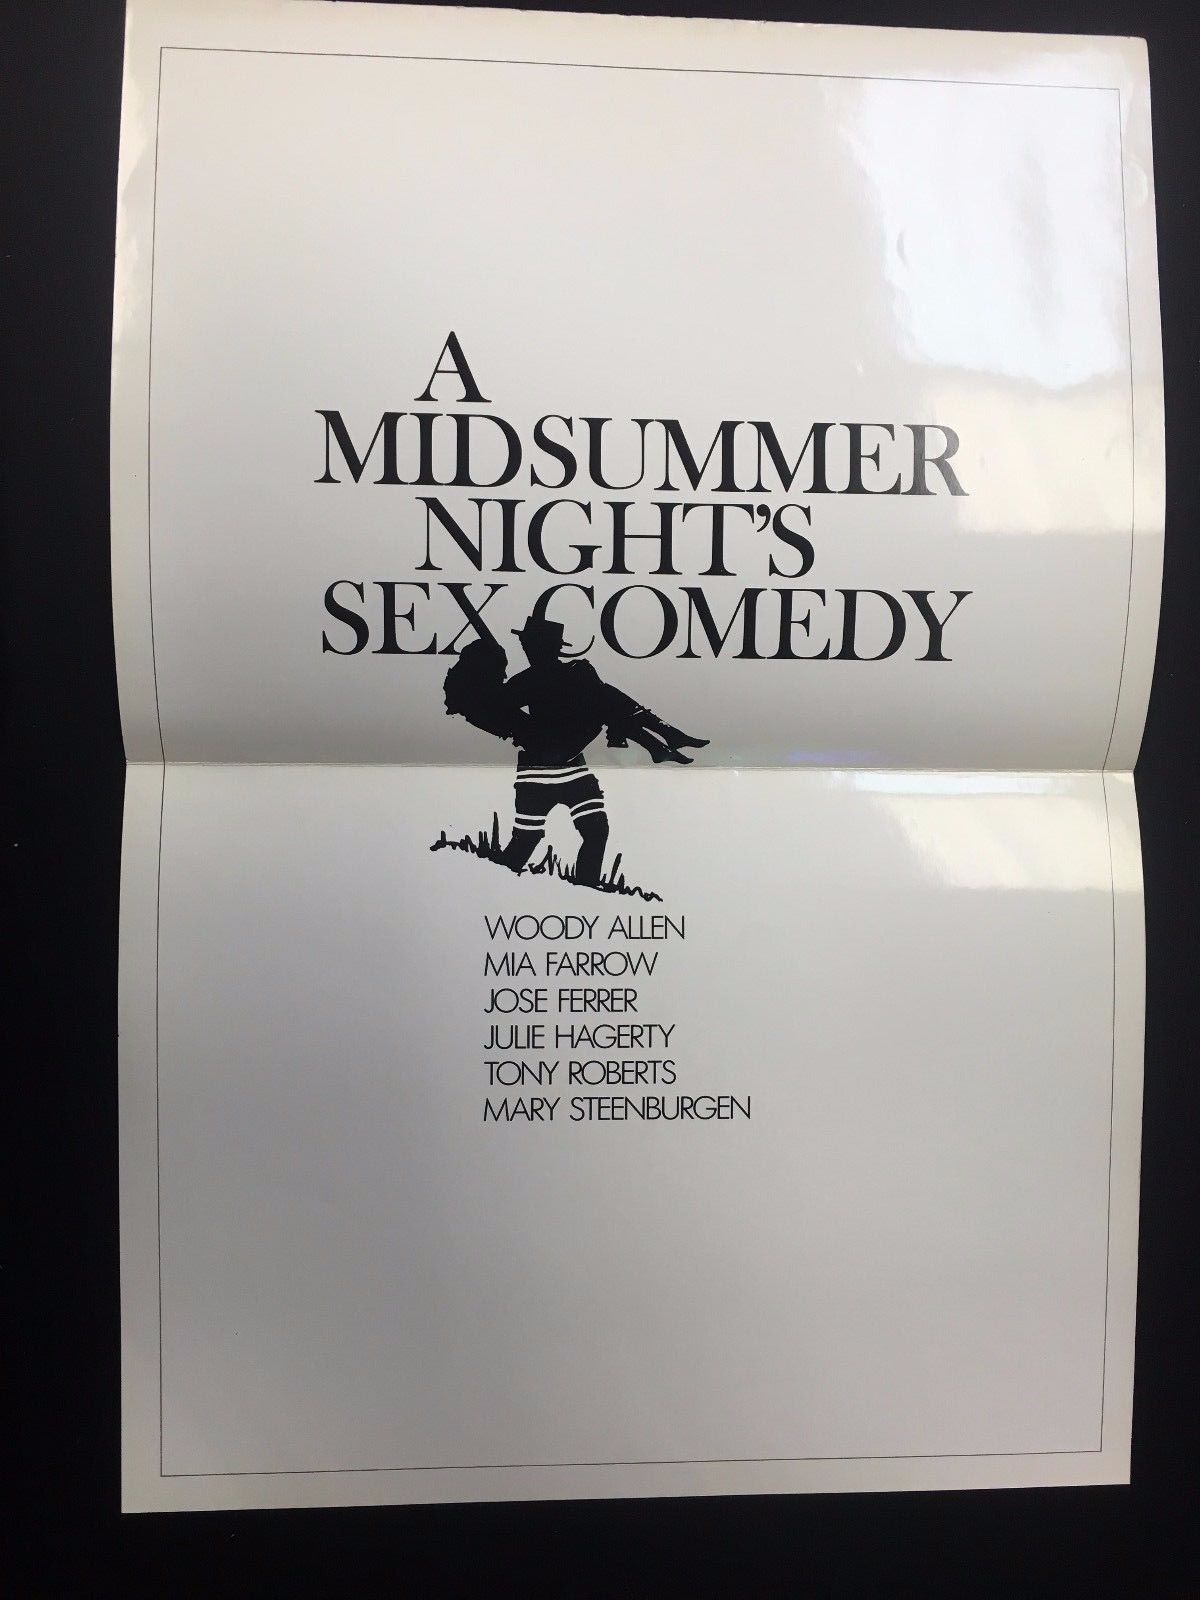 A
MIDSUMMER
NIGHT'S
SEX COMEDY
WOODY ALLEN
MIA FARROW
JOSE FERRER
JULIE HAGERTY
TONY ROBERTS
MARY STEENBURGEN